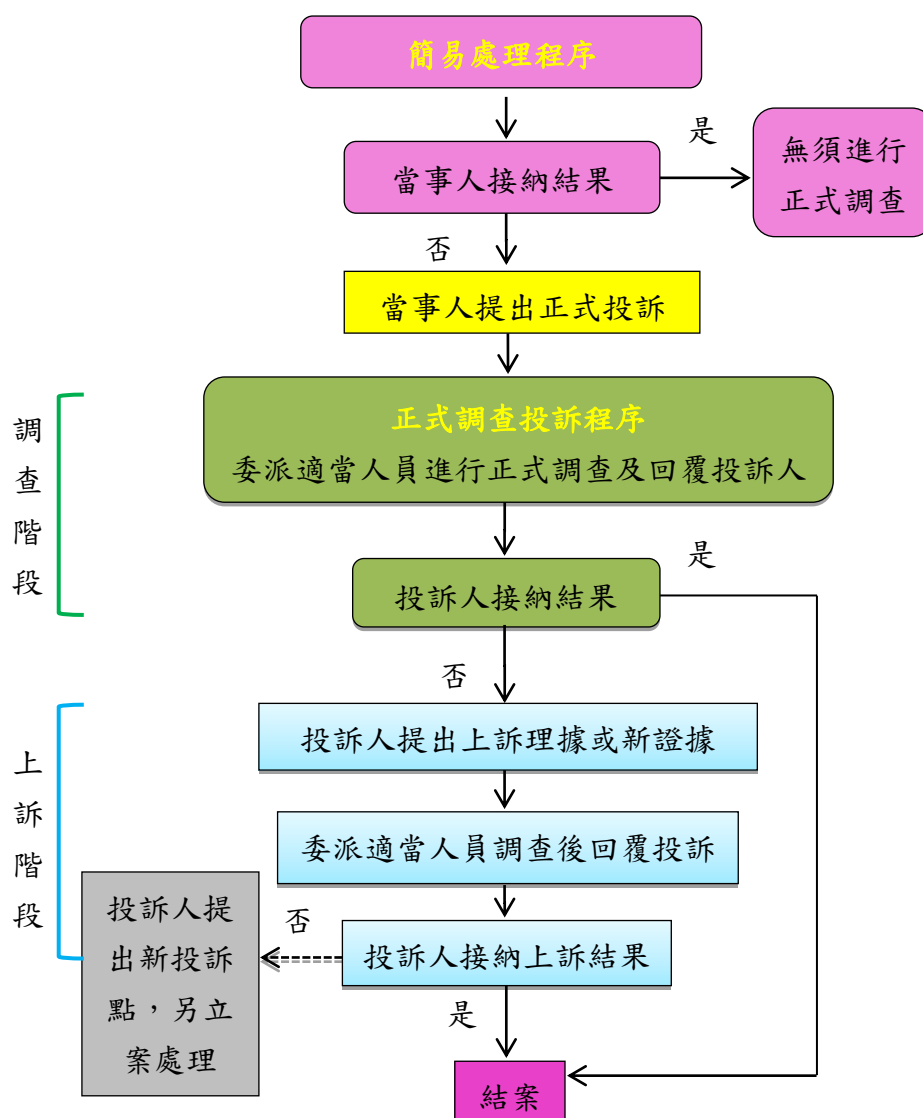 簡易處理程序
是
當事人接納結果
無須進行
正式調查
否
當事人提出正式投訴
調
查
階
段
正式調查投訴程序
委派適當人員進行正式調查及回覆投訴人
是
投訴人接納結果
否
上
訴
階
段
投訴人提出上訴理據或新證據
委派適當人員調查後回覆投訴
否
投訴人接納上訴結果
投訴人提
出新投訴
點，另立
案處理
是
結案